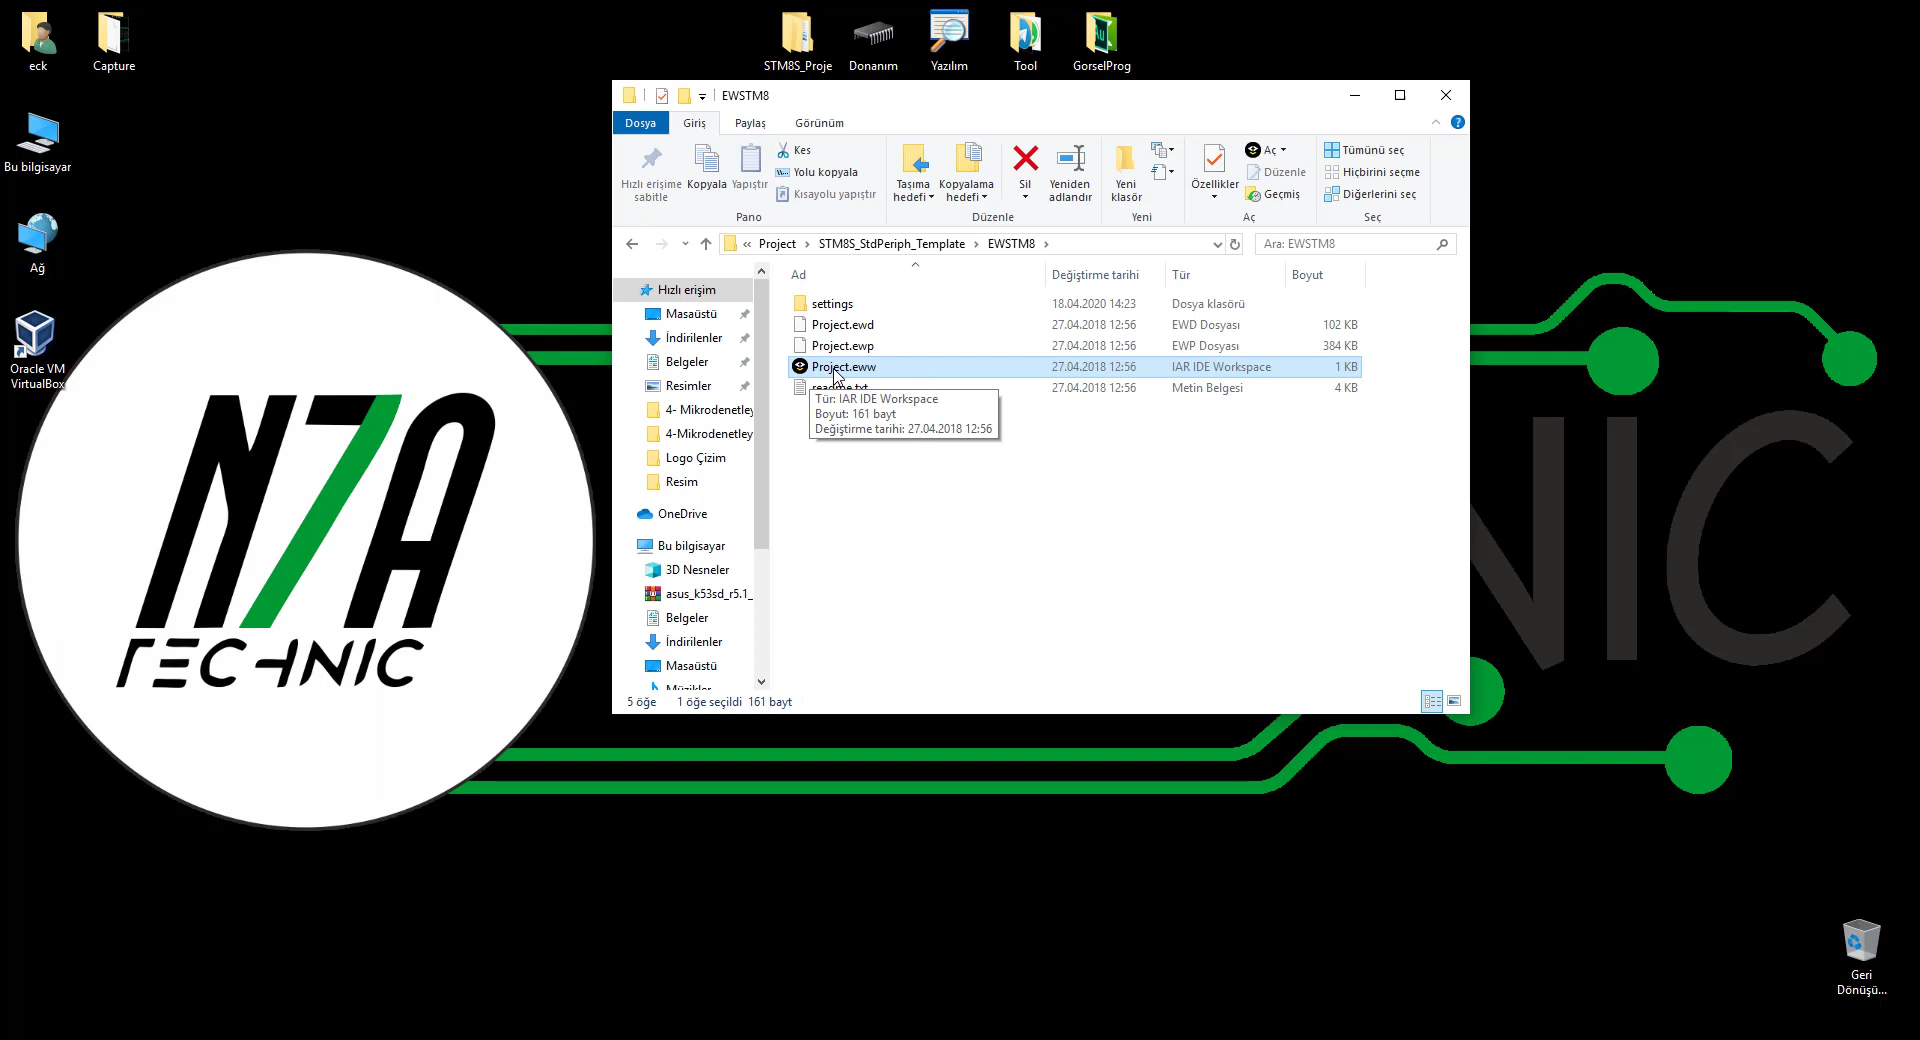 eck
Capture
STM8S_Proje
Donanım
Yazılım
Tool
GorselProg
Bu bilgisayar
Ağ
Oracle VM
VirtualBox
N7A
TECHNIC
NIC
Geri
Dönüşü...
EWSTM8
Dosya
Giriş
Paylaş
Görünüm
Hızlı erişime
sabitle
Kopyala
Yapıştır
Kes
Yolu kopyala
Kısayolu yapıştır
Pano
Taşıma
hedefi
Kopyalama
hedefi
Sil
Yeniden
adlandır
Düzenle
Yeni
klasör
Yeni
Özellikler
Aç
Düzenle
Geçmiş
Aç
Tümünü seç
Hiçbirini seçme
Diğerlerini seç
Seç
« Project › STM8S_StdPeriph_Template › EWSTM8 ›
Ara: EWSTM8
Hızlı erişim
Masaüstü
İndirilenler
Belgeler
Resimler
4- Mikrodenetley
4-Mikrodenetley
Logo Çizim
Resim
OneDrive
Bu bilgisayar
3D Nesneler
asus_k53sd_r5.1_
Belgeler
İndirilenler
Masaüstü
Müzikler
Ad Değiştirme tarihi Tür Boyut
settings 18.04.2020 14:23 Dosya klasörü
Project.ewd 27.04.2018 12:56 EWD Dosyası 102 KB
Project.ewp 27.04.2018 12:56 EWP Dosyası 384 KB
Project.eww 27.04.2018 12:56 IAR IDE Workspace 1 KB
readme.txt 27.04.2018 12:56 Metin Belgesi 4 KB
Tür: IAR IDE Workspace
Boyut: 161 bayt
Değiştirme tarihi: 27.04.2018 12:56
5 öğe 1 öğe seçildi 161 bayt